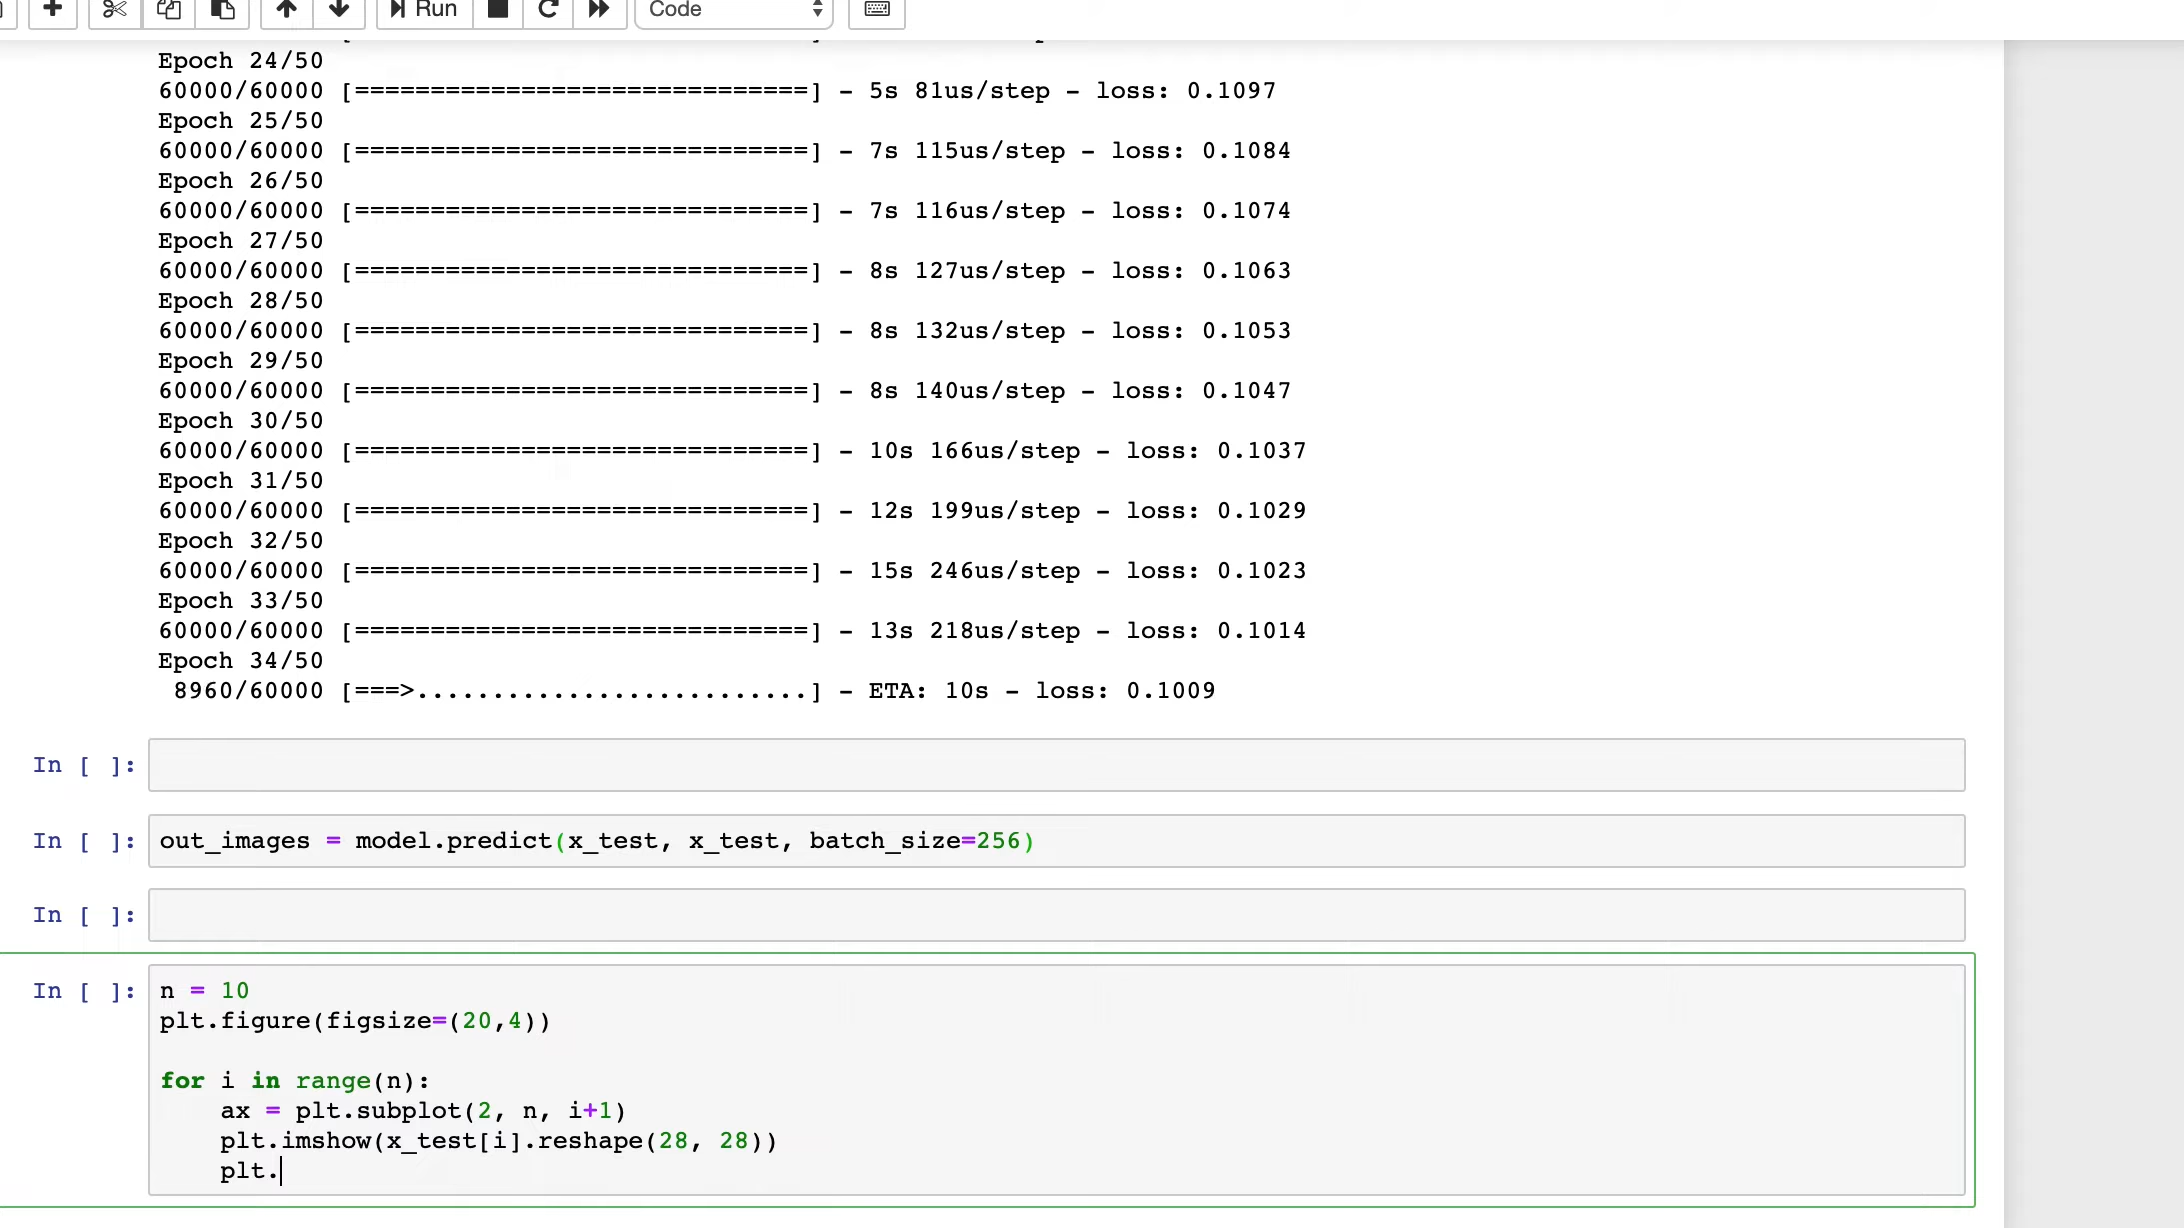 Run Code
Epoch 24/50
60000/60000 [==============================] - 5s 81us/step - loss: 0.1097
Epoch 25/50
60000/60000 [==============================] - 7s 115us/step - loss: 0.1084
Epoch 26/50
60000/60000 [==============================] - 7s 116us/step - loss: 0.1074
Epoch 27/50
60000/60000 [==============================] - 8s 127us/step - loss: 0.1063
Epoch 28/50
60000/60000 [==============================] - 8s 132us/step - loss: 0.1053
Epoch 29/50
60000/60000 [==============================] - 8s 140us/step - loss: 0.1047
Epoch 30/50
60000/60000 [==============================] - 10s 166us/step - loss: 0.1037
Epoch 31/50
60000/60000 [==============================] - 12s 199us/step - loss: 0.1029
Epoch 32/50
60000/60000 [==============================] - 15s 246us/step - loss: 0.1023
Epoch 33/50
60000/60000 [==============================] - 13s 218us/step - loss: 0.1014
Epoch 34/50
 8960/60000 [===>..........................] - ETA: 10s - loss: 0.1009
In [ ]:
In [ ]: out_images = model.predict(x_test, x_test, batch_size=256)
In [ ]:
In [ ]: n = 10
plt.figure(figsize=(20,4))
for i in range(n):
    ax = plt.subplot(2, n, i+1)
    plt.imshow(x_test[i].reshape(28, 28))
    plt.